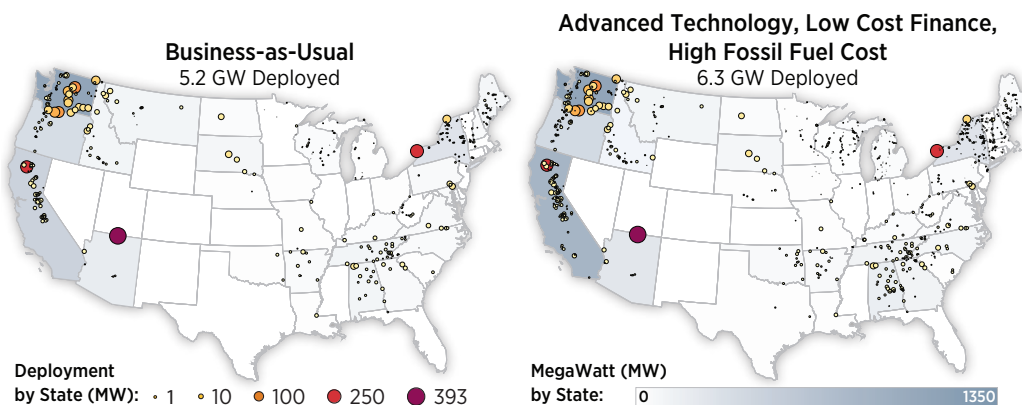 Business-as-Usual
5.2 GW Deployed
Advanced Technology, Low Cost Finance,
High Fossil Fuel Cost
6.3 GW Deployed
Deployment
by State (MW): 1 10 100 250 393
MegaWatt (MW)
by State: 0 1350